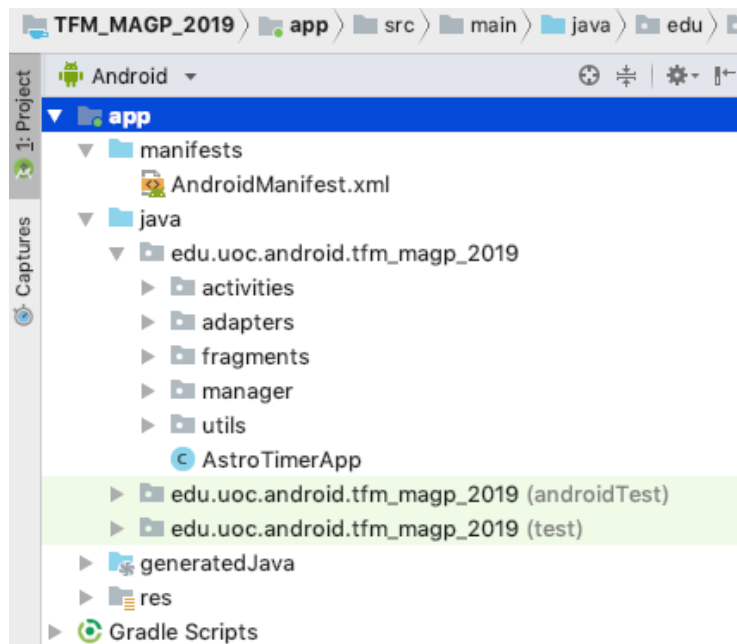 TFM_MAGP_2019 app src main java edu
Android
1: Project
Captures
app
manifests
AndroidManifest.xml
java
edu.uoc.android.tfm_magp_2019
activities
adapters
fragments
manager
utils
C AstroTimerApp
edu.uoc.android.tfm_magp_2019 (androidTest)
edu.uoc.android.tfm_magp_2019 (test)
generatedJava
res
Gradle Scripts